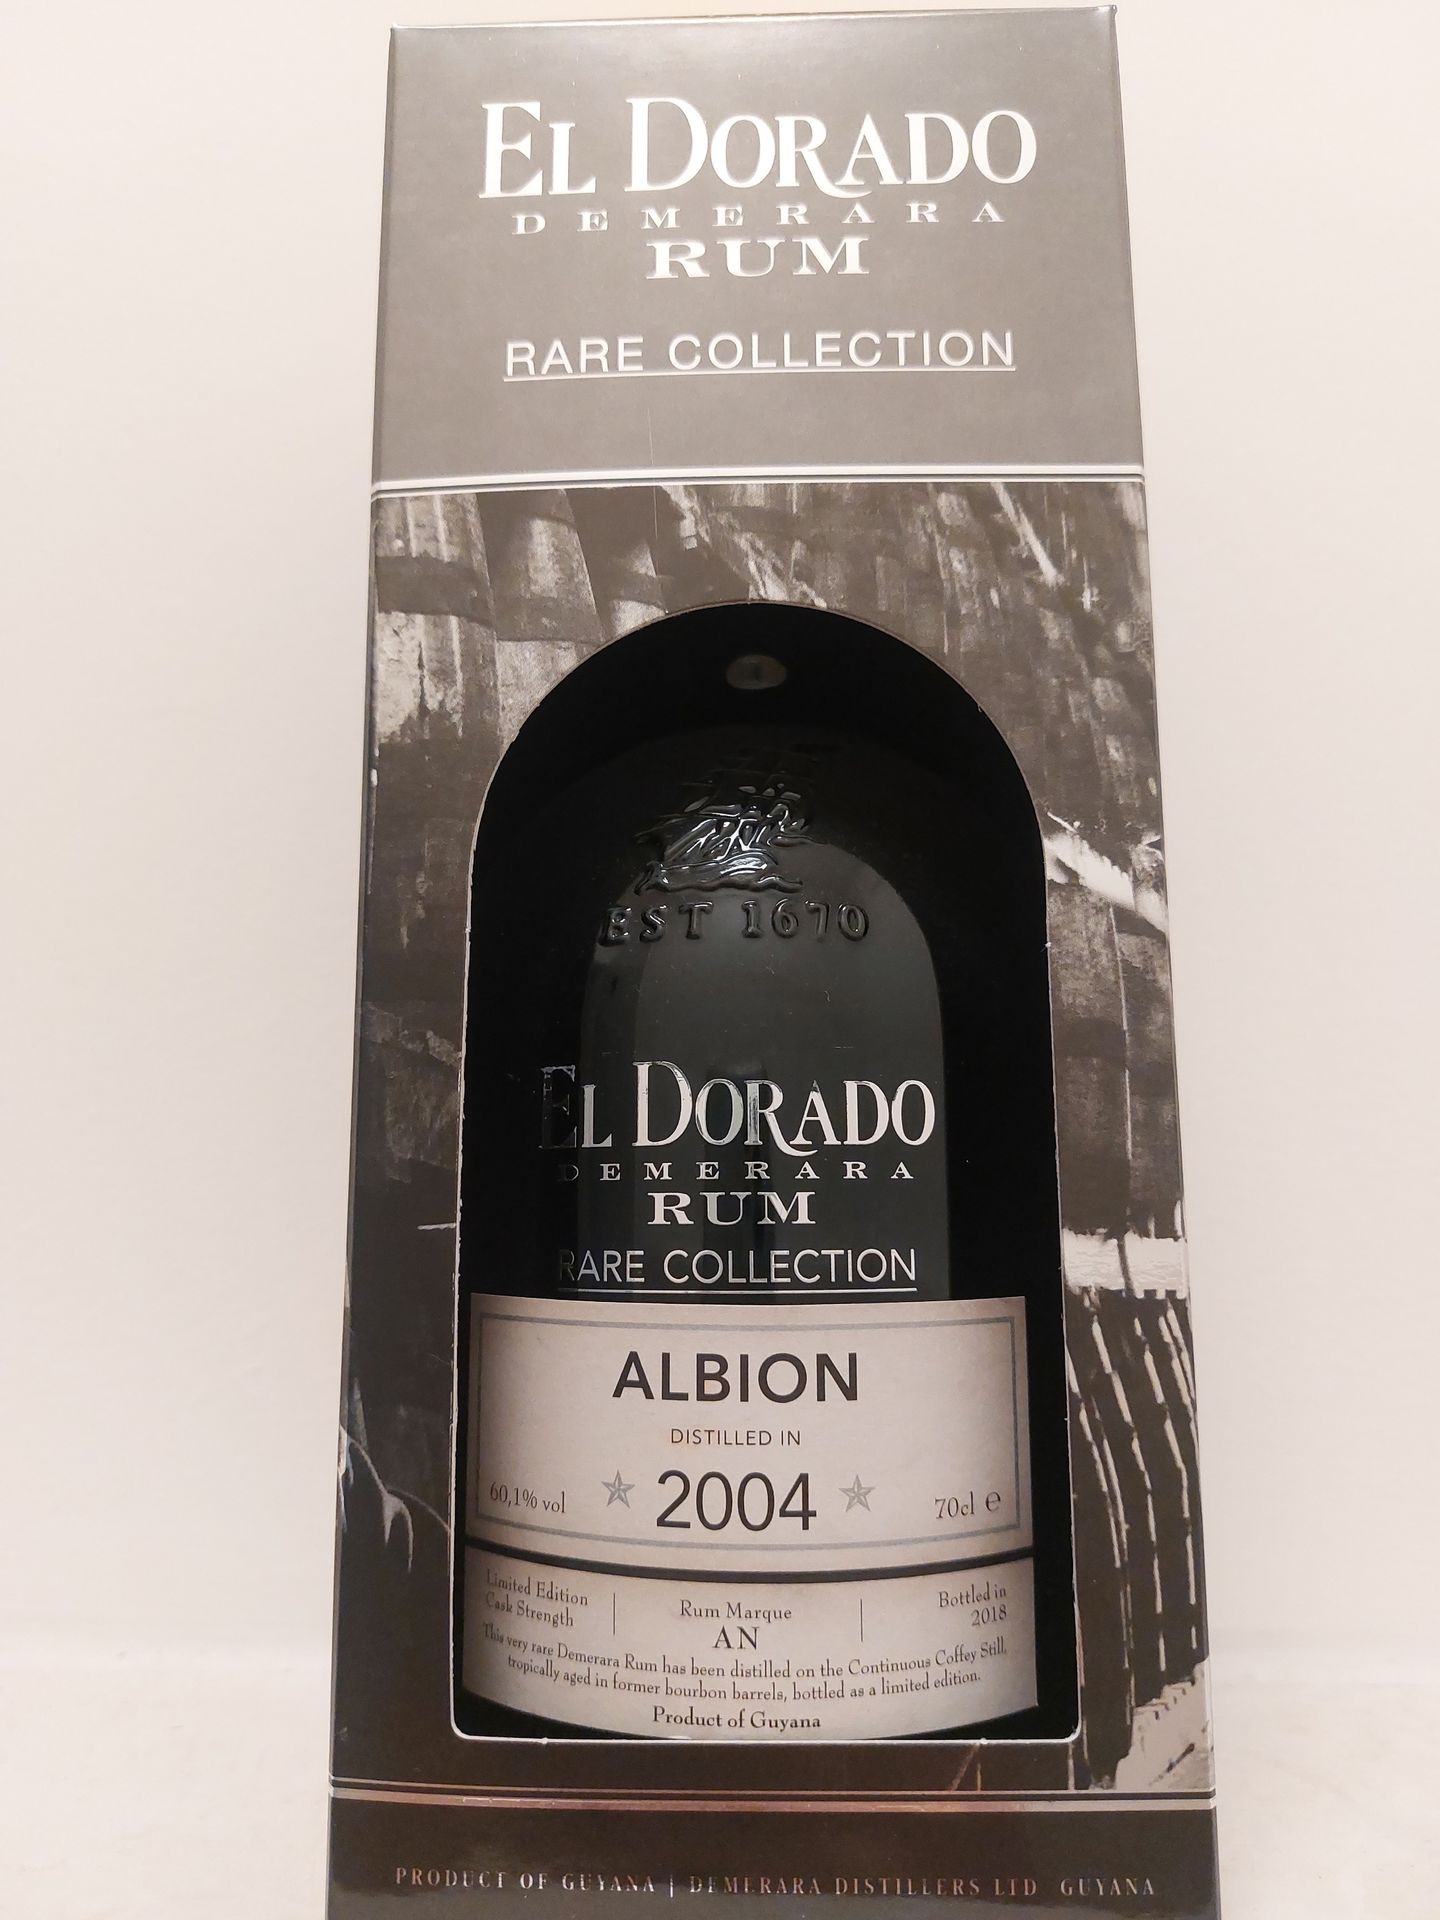 EL DORADO
DEMERARA
RUM
RARE COLLECTION
EST 1670
EL DORADO
DEMERARA
RUM
RARE COLLECTION
ALBION
DISTILLED IN
60,1% vol 2004 70cl e
Limited Edition
Cask Strength
Rum Marque
AN
Bottled in
2018
This very rare Demerara Rum has been distilled on the Continuous Coffey Still,
tropically aged in former bourbon barrels, bottled as a limited edition.
Product of Guyana
PRODUCT OF GUYANA | DEMERARA DISTILLERS LTD GUYANA